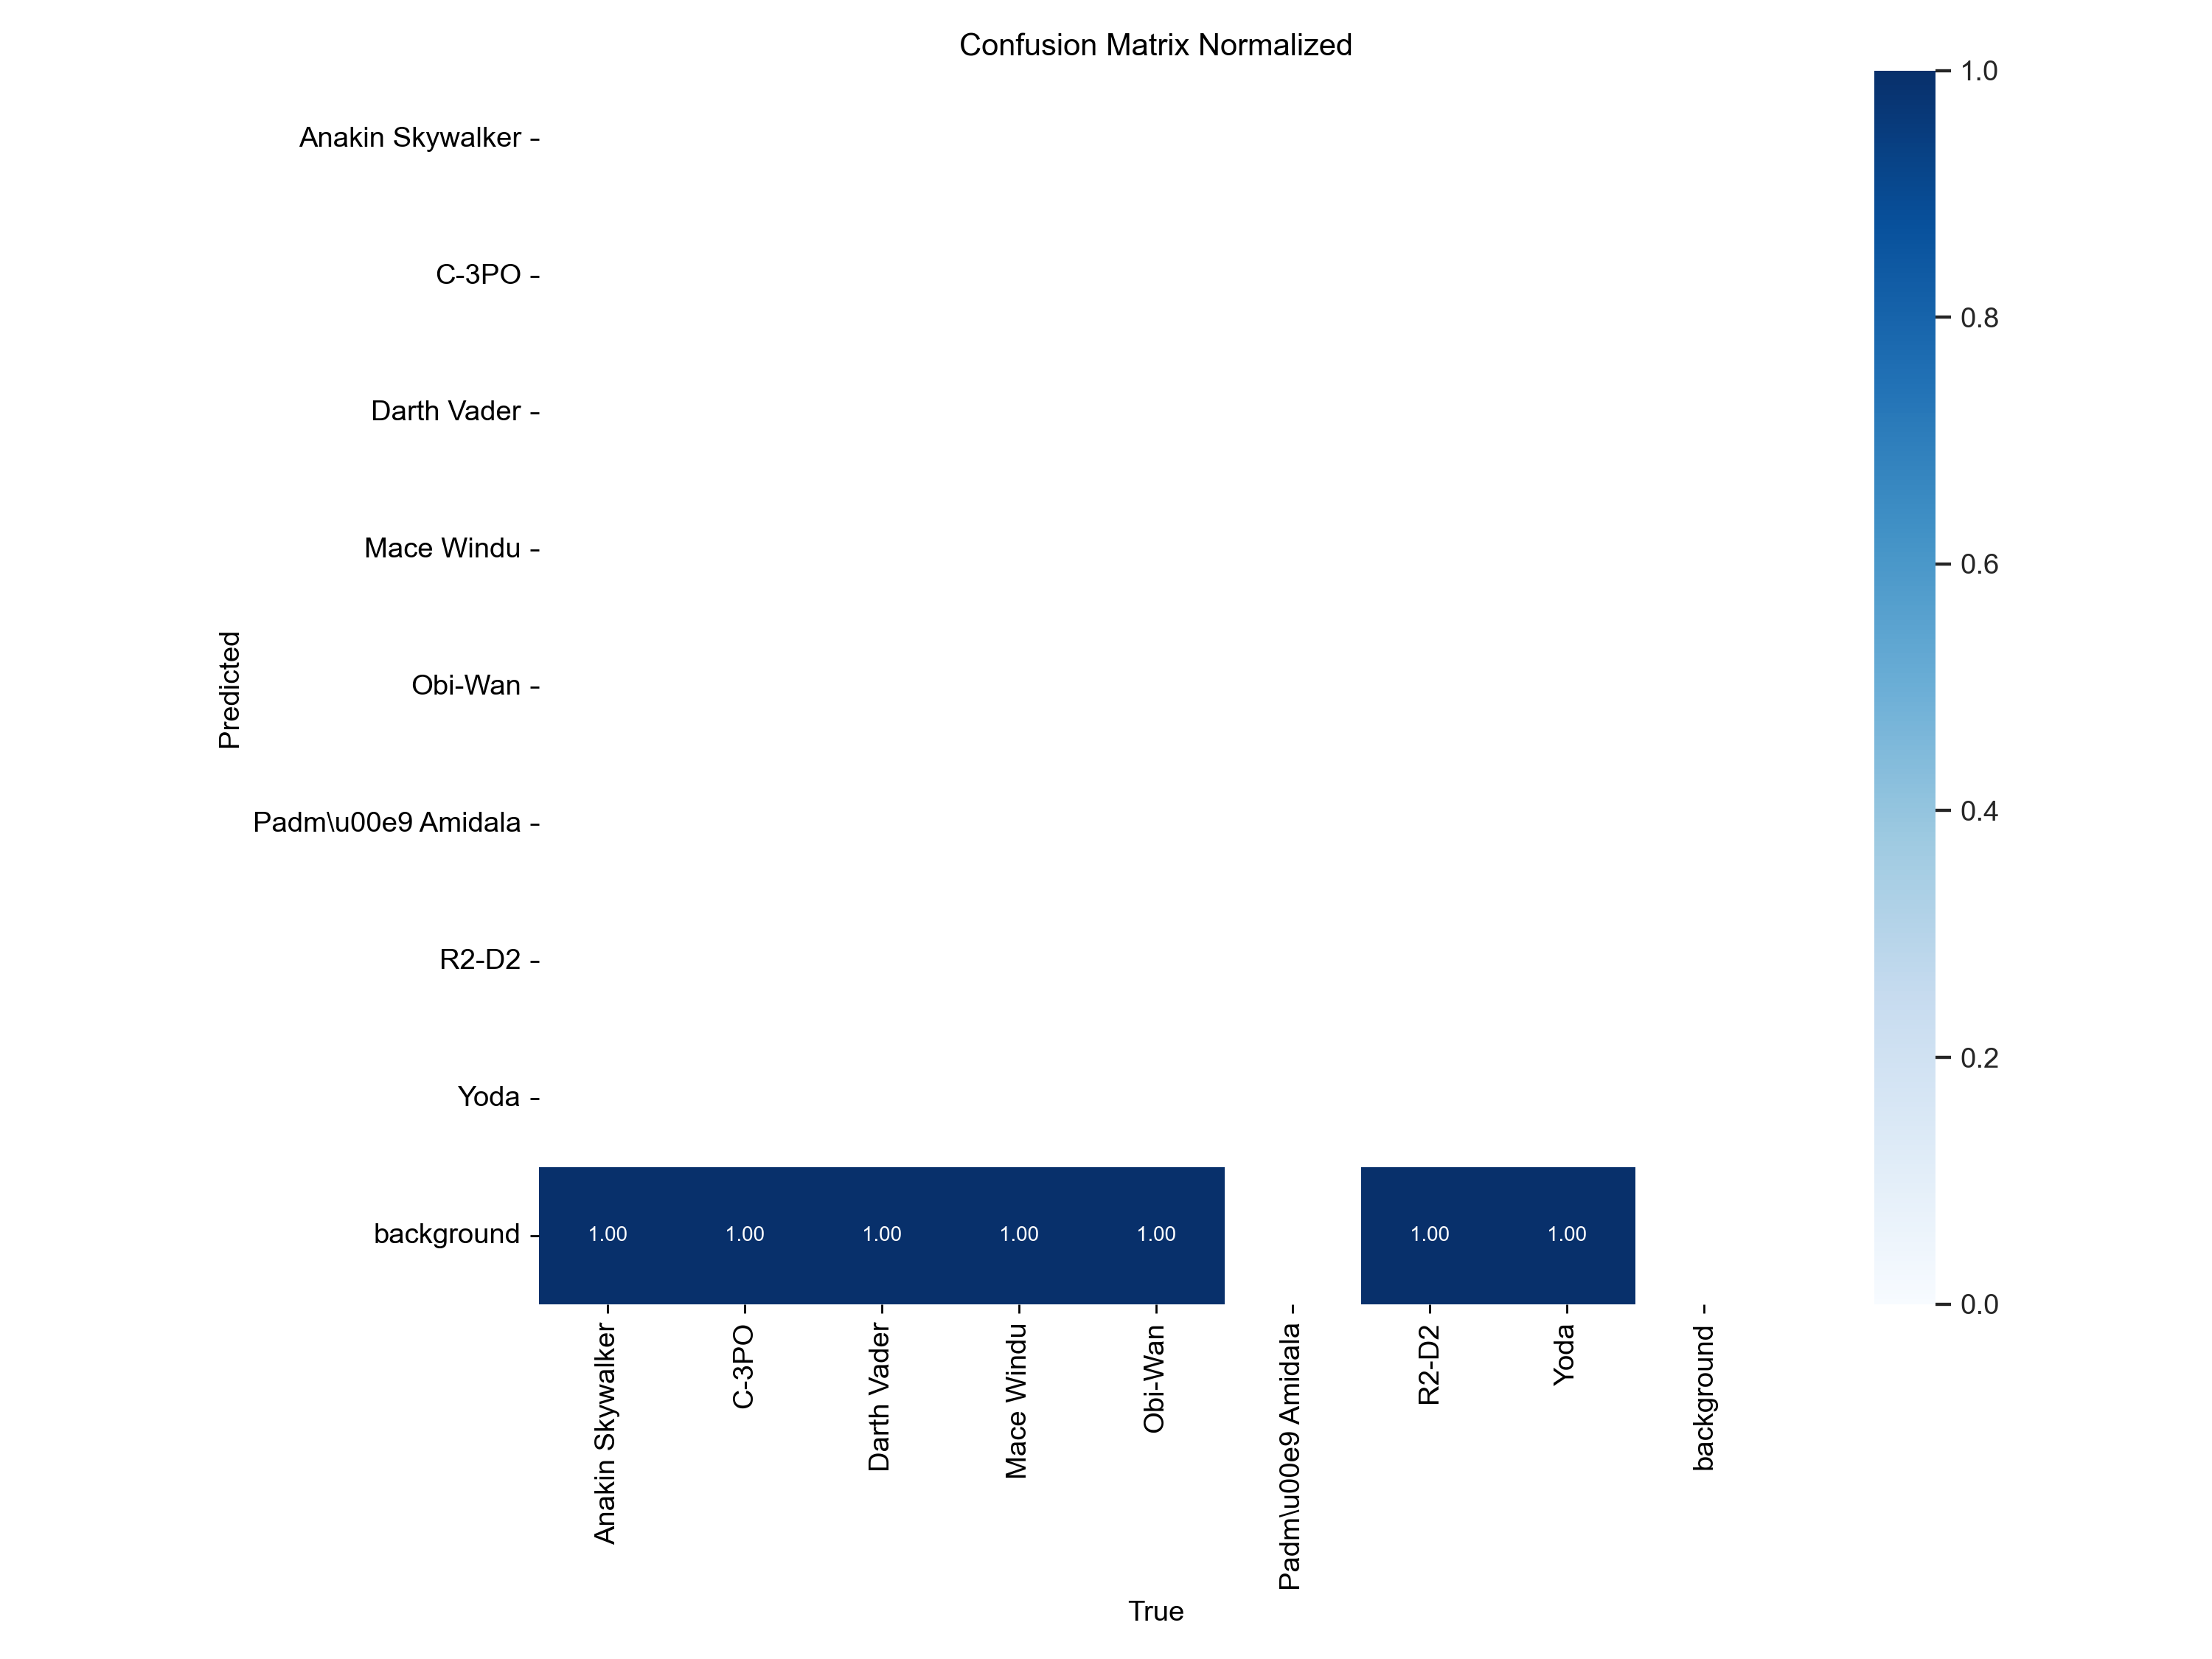 Confusion Matrix Normalized
Anakin Skywalker
C-3PO
Darth Vader
Mace Windu
Obi-Wan
Padm\u00e9 Amidala
R2-D2
Yoda
background
Predicted
1.00 1.00 1.00 1.00 1.00 1.00 1.00
Anakin Skywalker
C-3PO
Darth Vader
Mace Windu
Obi-Wan
Padm\u00e9 Amidala
R2-D2
Yoda
background
True
1.0
0.8
0.6
0.4
0.2
0.0